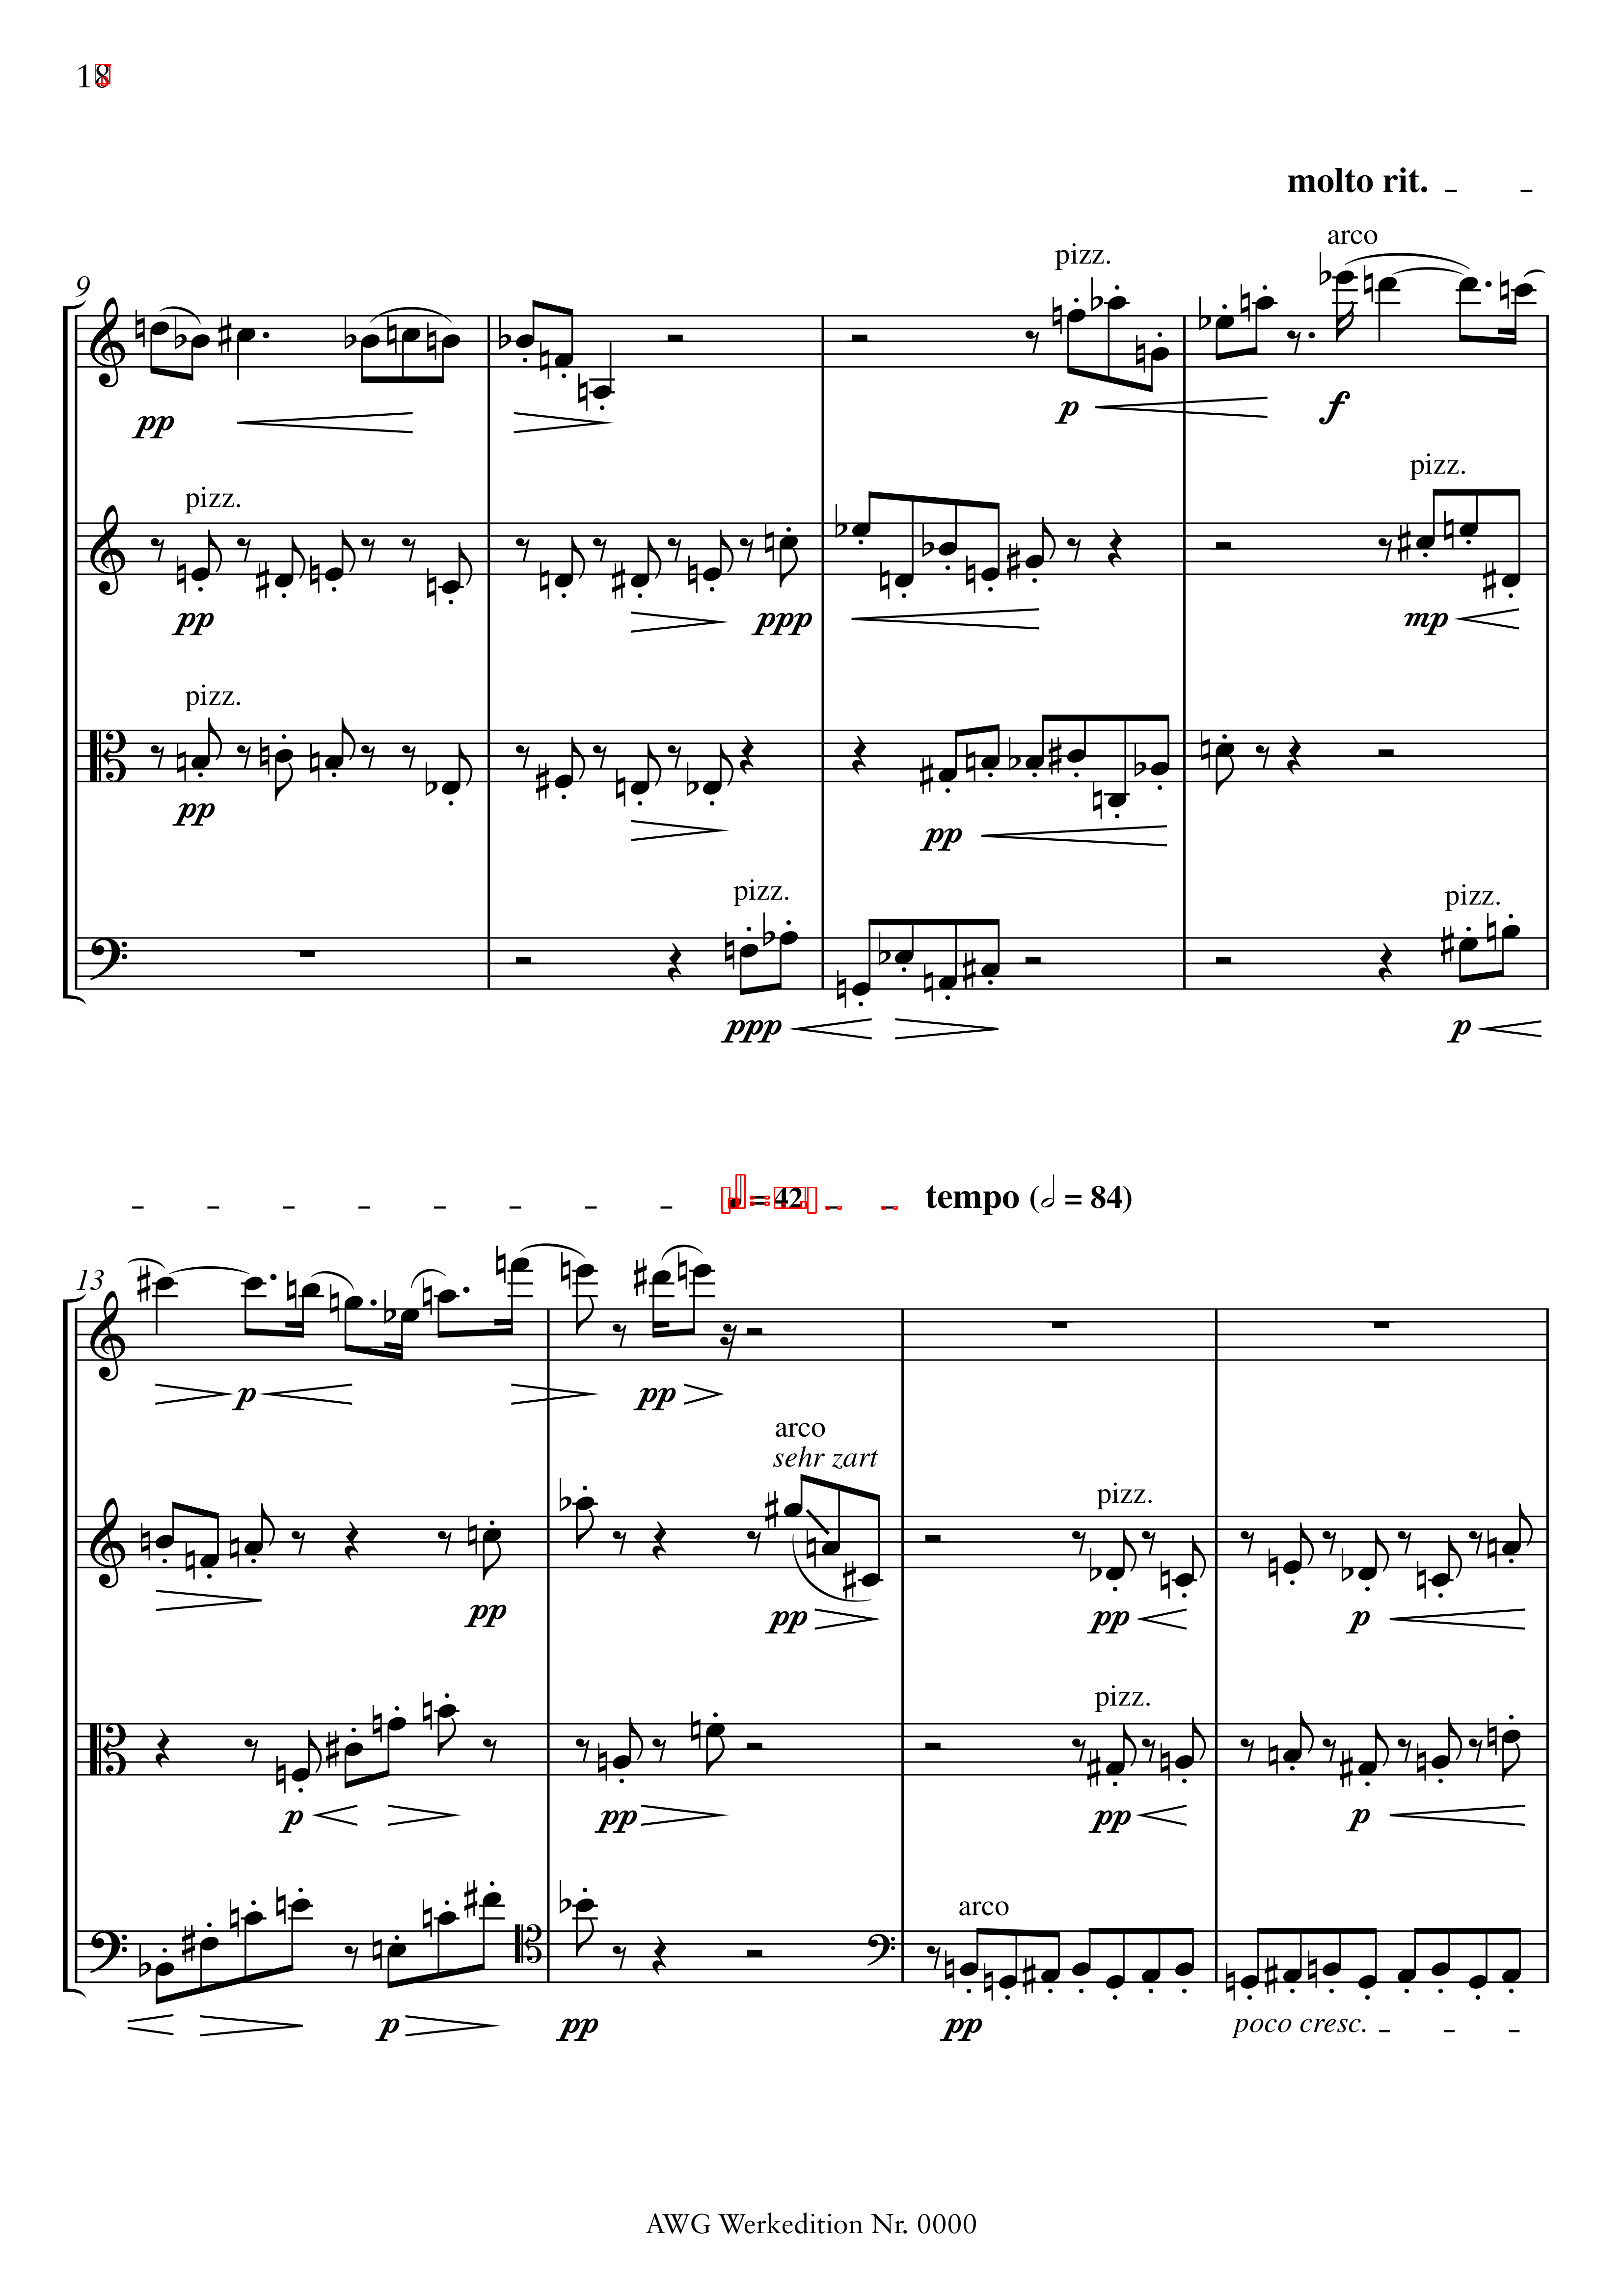 18
molto rit.
arco
pizz.
9
pp
p
f
pizz.
pizz.
pp
ppp
mp
pizz.
pp
pp
pizz.
pizz.
ppp
p
= 42
tempo ( = 84)
13
p
pp
arco
sehr zart
pizz.
pp
pp
pp
p
pizz.
p
pp
pp
p
arco
p
pp
pp
poco cresc.
AWG Werkedition Nr. 0000